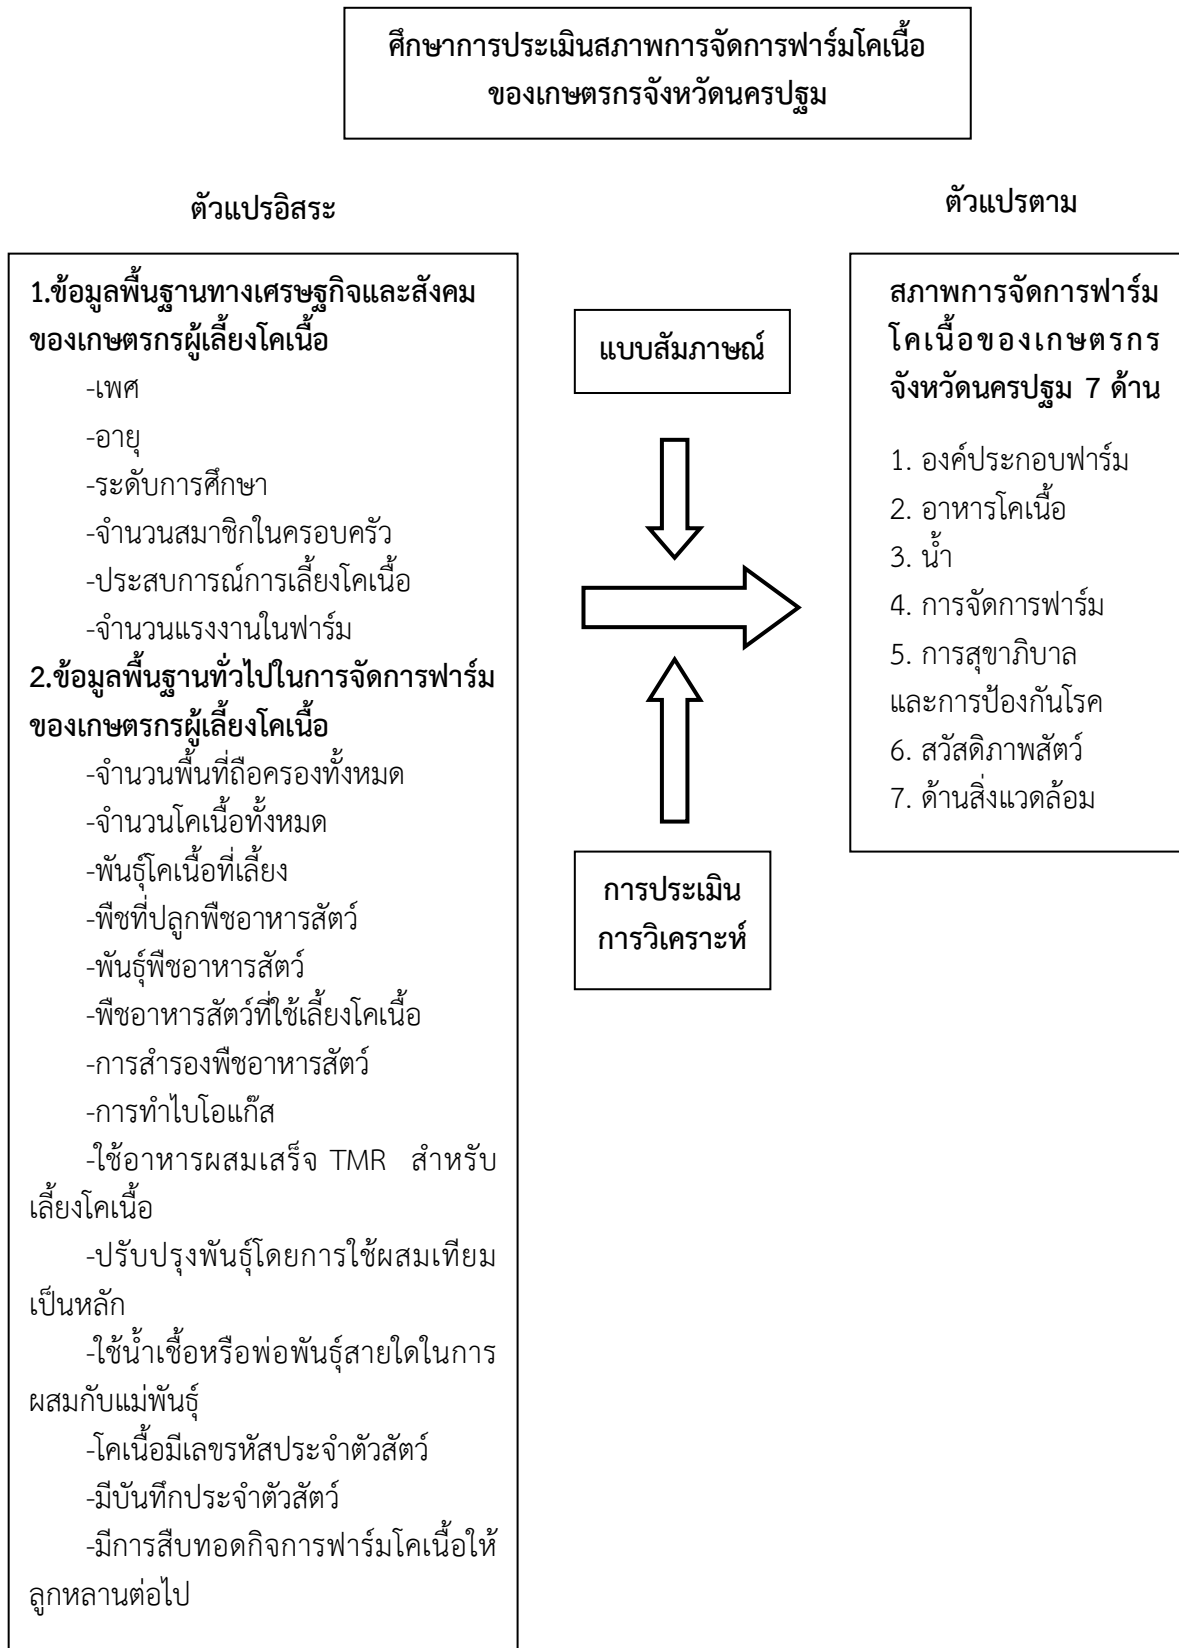 ศึกษาการประเมินสภาพการจัดการฟาร์มโคเนื้อ
ของเกษตรกรจังหวัดนครปฐม
ตัวแปรอิสระ
1.ข้อมูลพื้นฐานทางเศรษฐกิจและสังคม
ของเกษตรกรผู้เลี้ยงโคเนื้อ
-เพศ
-อายุ
-ระดับการศึกษา
-จำนวนสมาชิกในครอบครัว
-ประสบการณ์การเลี้ยงโคเนื้อ
-จำนวนแรงงานในฟาร์ม
2.ข้อมูลพื้นฐานทั่วไปในการจัดการฟาร์ม
ของเกษตรกรผู้เลี้ยงโคเนื้อ
-จำนวนพื้นที่ถือครองทั้งหมด
-จำนวนโคเนื้อทั้งหมด
-พันธุ์โคเนื้อที่เลี้ยง
-พืชที่ปลูกพืชอาหารสัตว์
-พันธุ์พืชอาหารสัตว์
-พืชอาหารสัตว์ที่ใช้เลี้ยงโคเนื้อ
-การสำรองพืชอาหารสัตว์
-การทำไบโอแก๊ส
-ใช้อาหารผสมเสร็จ TMR สำหรับ
เลี้ยงโคเนื้อ
-ปรับปรุงพันธุ์โดยการใช้ผสมเทียม
เป็นหลัก
-ใช้น้ำเชื้อหรือพ่อพันธุ์สายใดในการ
ผสมกับแม่พันธุ์
-โคเนื้อมีเลขรหัสประจำตัวสัตว์
-มีบันทึกประจำตัวสัตว์
-มีการสืบทอดกิจการฟาร์มโคเนื้อให้
ลูกหลานต่อไป
แบบสัมภาษณ์
การประเมิน
การวิเคราะห์
ตัวแปรตาม
สภาพการจัดการฟาร์ม
โคเนื้อของเกษตรกร
จังหวัดนครปฐม 7 ด้าน
1. องค์ประกอบฟาร์ม
2. อาหารโคเนื้อ
3. น้ำ
4. การจัดการฟาร์ม
5. การสุขาภิบาล
และการป้องกันโรค
6. สวัสดิภาพสัตว์
7. ด้านสิ่งแวดล้อม